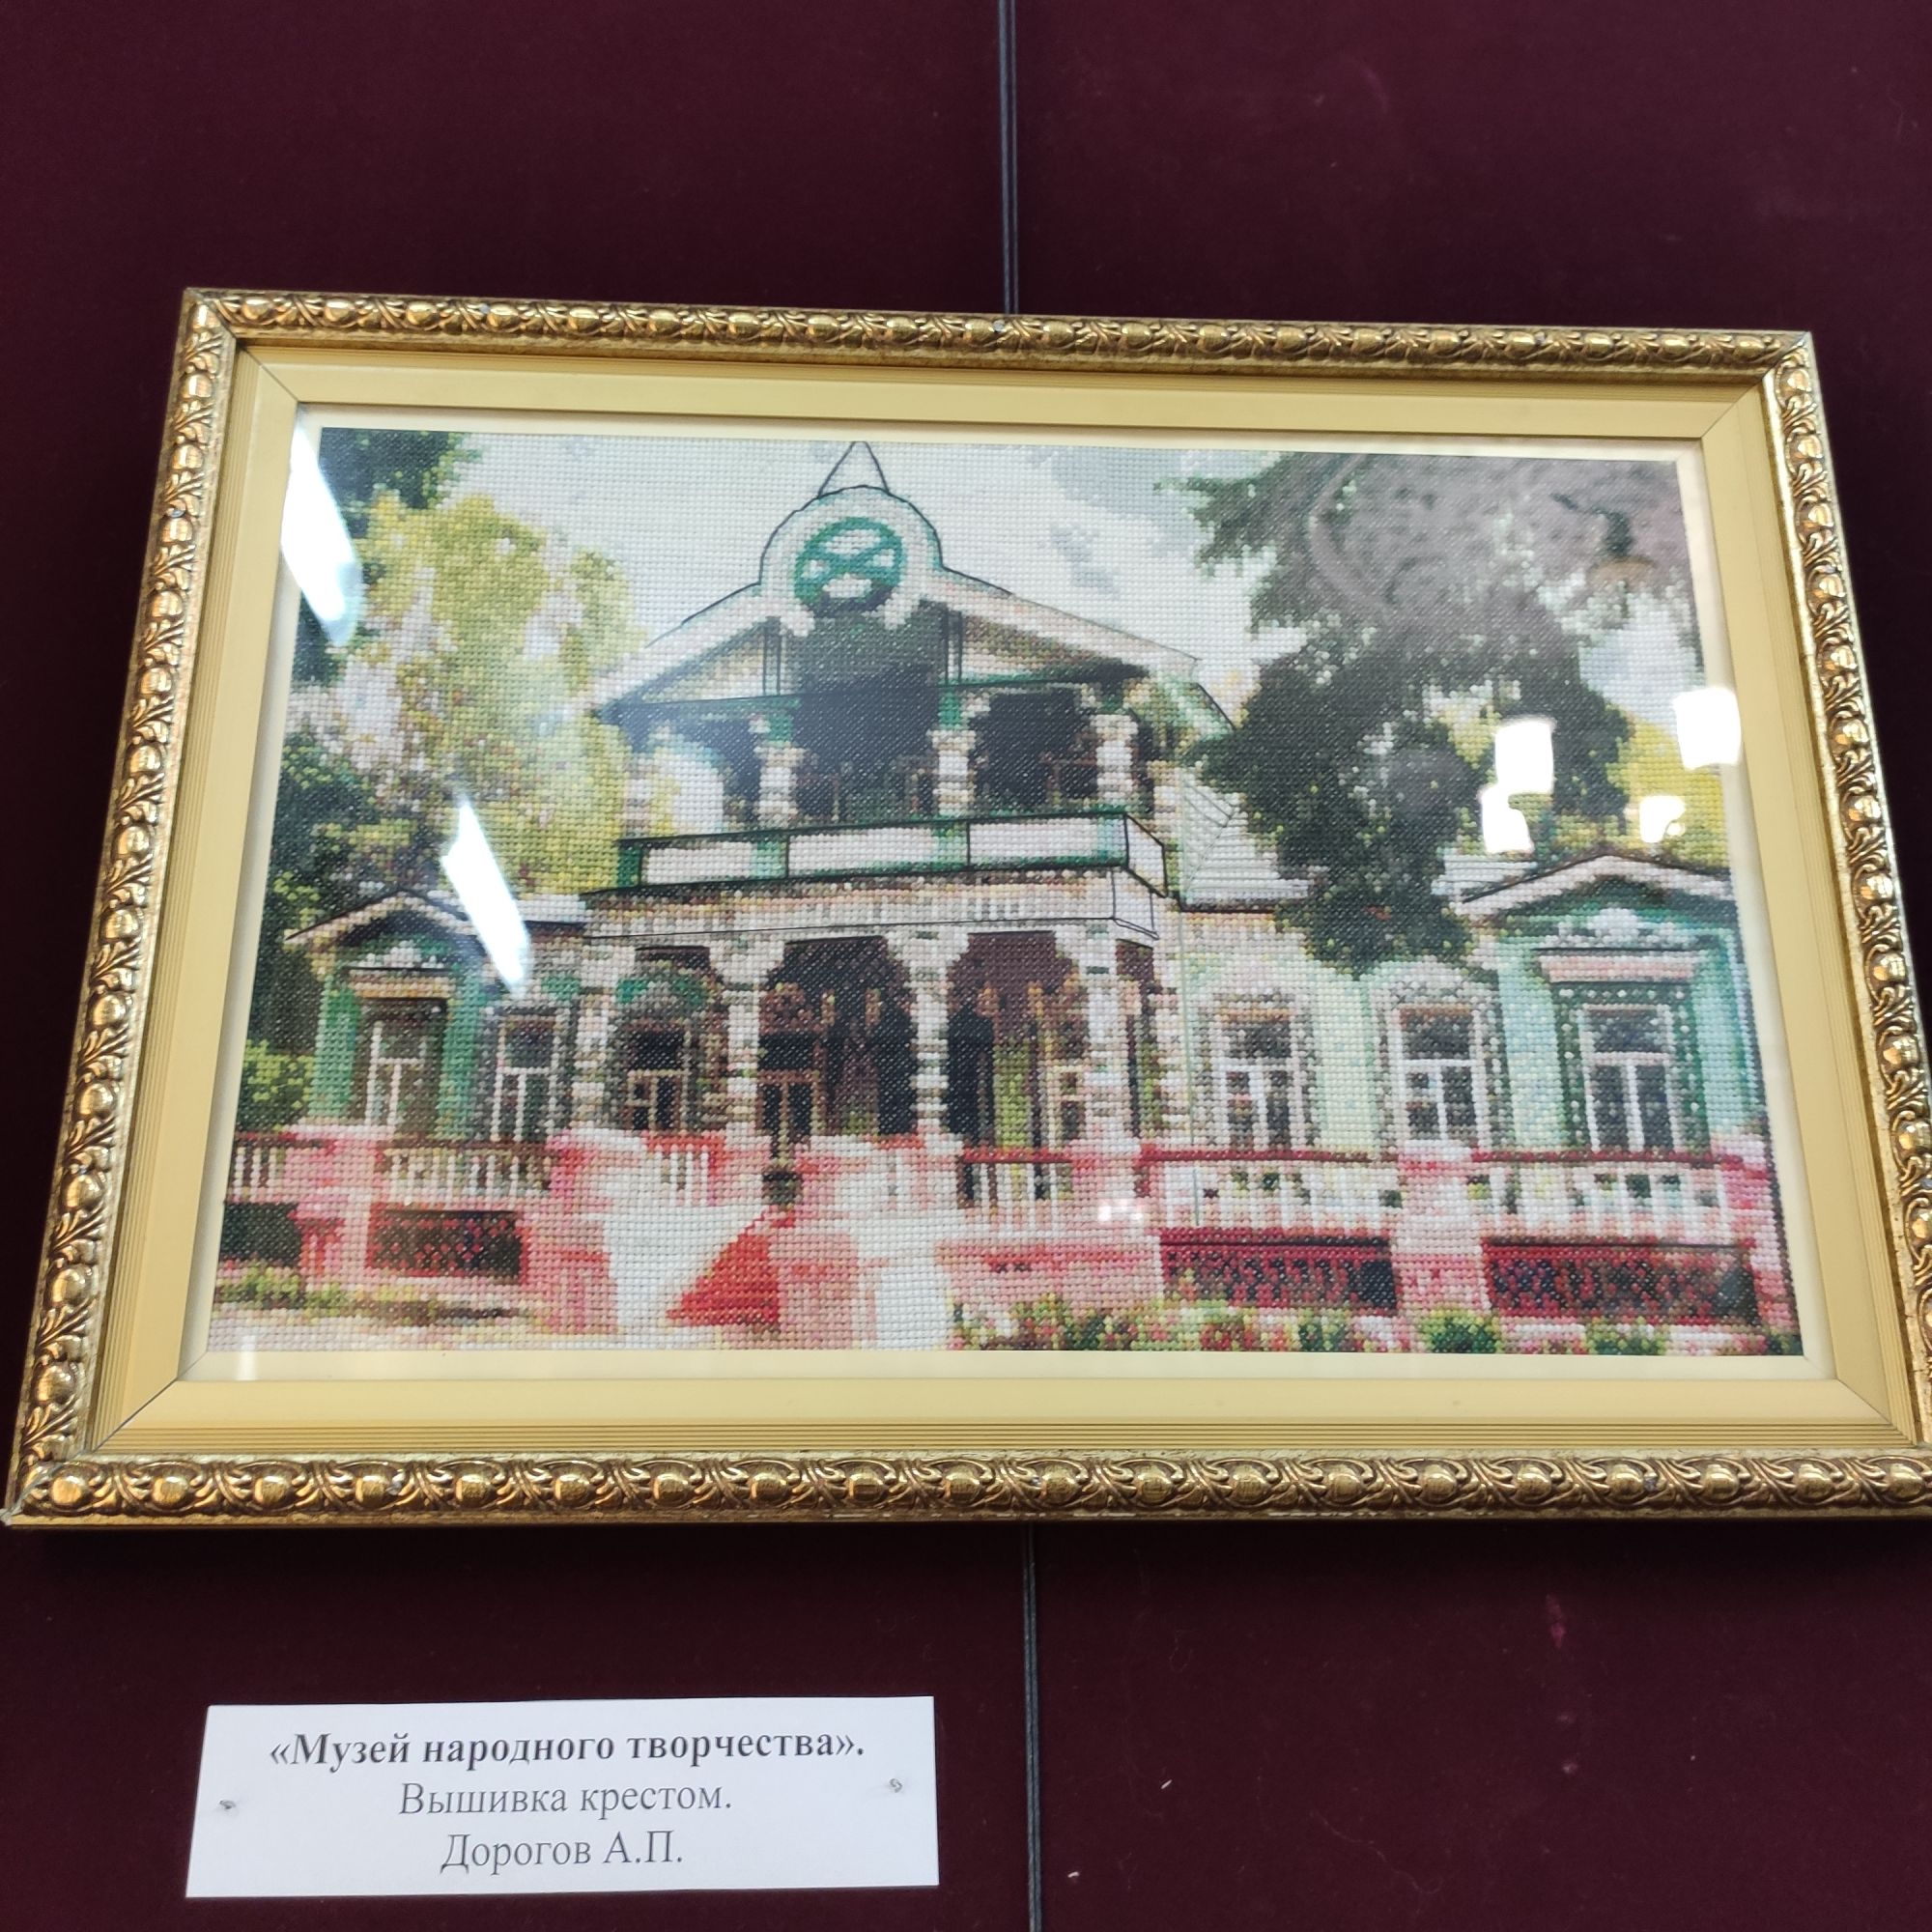 «Музей народного творчества».
Вышивка крестом.
Дорогов А.П.